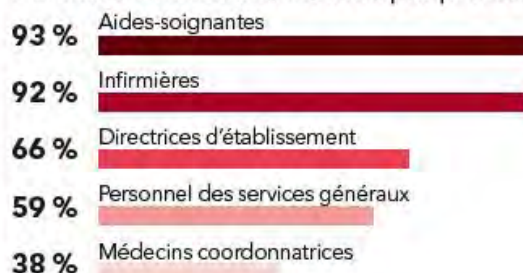 Aides-soignantes
93 %
Infirmières
92 %
Directrices d'établissement
66 %
Personnel des services généraux
59 %
Médecins coordonnatrices
38 %